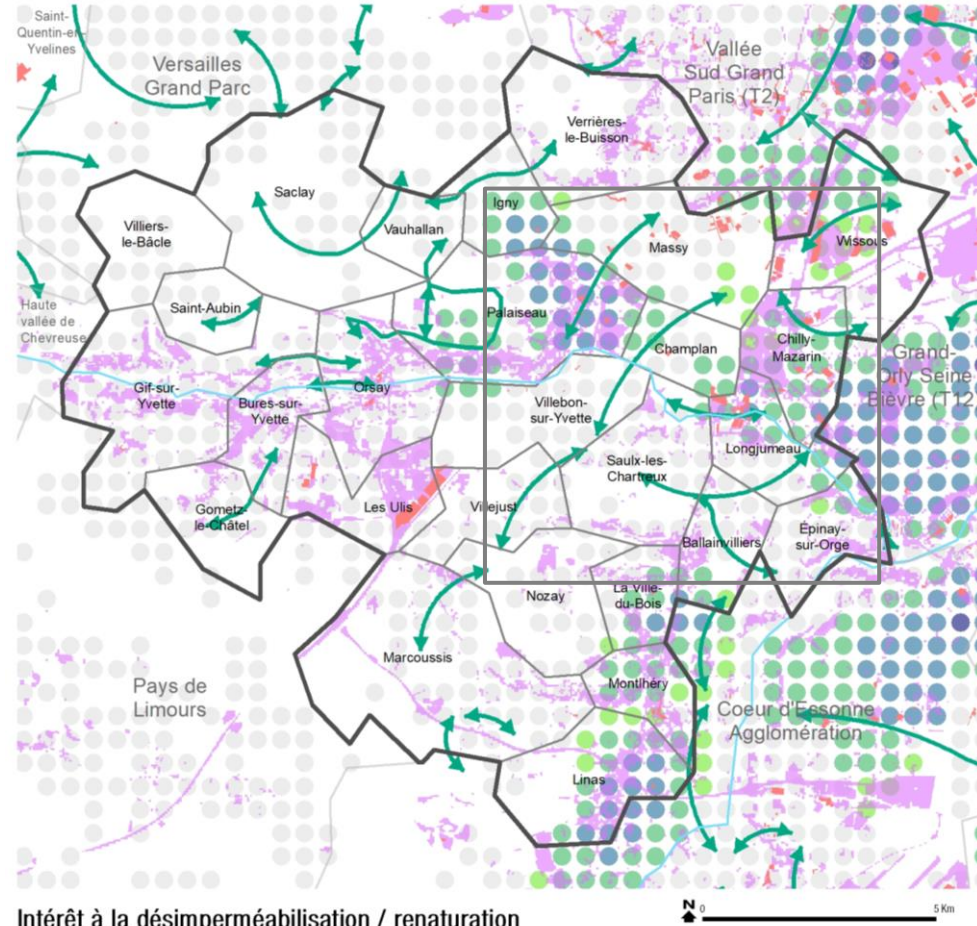 Saint-
Quentin-en-
Yvelines
Versailles
Grand Parc
Vallée
Sud Grand
Paris (T2)
Verrières-
le-Buisson
Saclay
Igny
Vauhallan
Villiers-
le-Bâcle
Massy
Wissous
Haute
vallée de
Chevreuse
Saint-Aubin
Palaiseau
Champlan
Chilly-
Mazarin
Grand-
Orly Seine
Bièvre (T12)
Gif-sur-
Yvette
Bures-sur-
Yvette
Orsay
Villebon-
sur-Yvette
Longjumeau
Saulx-les-
Chartreux
Gometz-
le-Châtel
Les Ulis
Villejust
Ballainvilliers
Épinay-
sur-Orge
Nozay
La Ville-
du-Bois
Marcoussis
Pays de
Limours
Montlhéry
Coeur d'Essonne
Agglomération
Linas
Intérêt à la désimperméabilisation / renaturation
N
0
5 Km